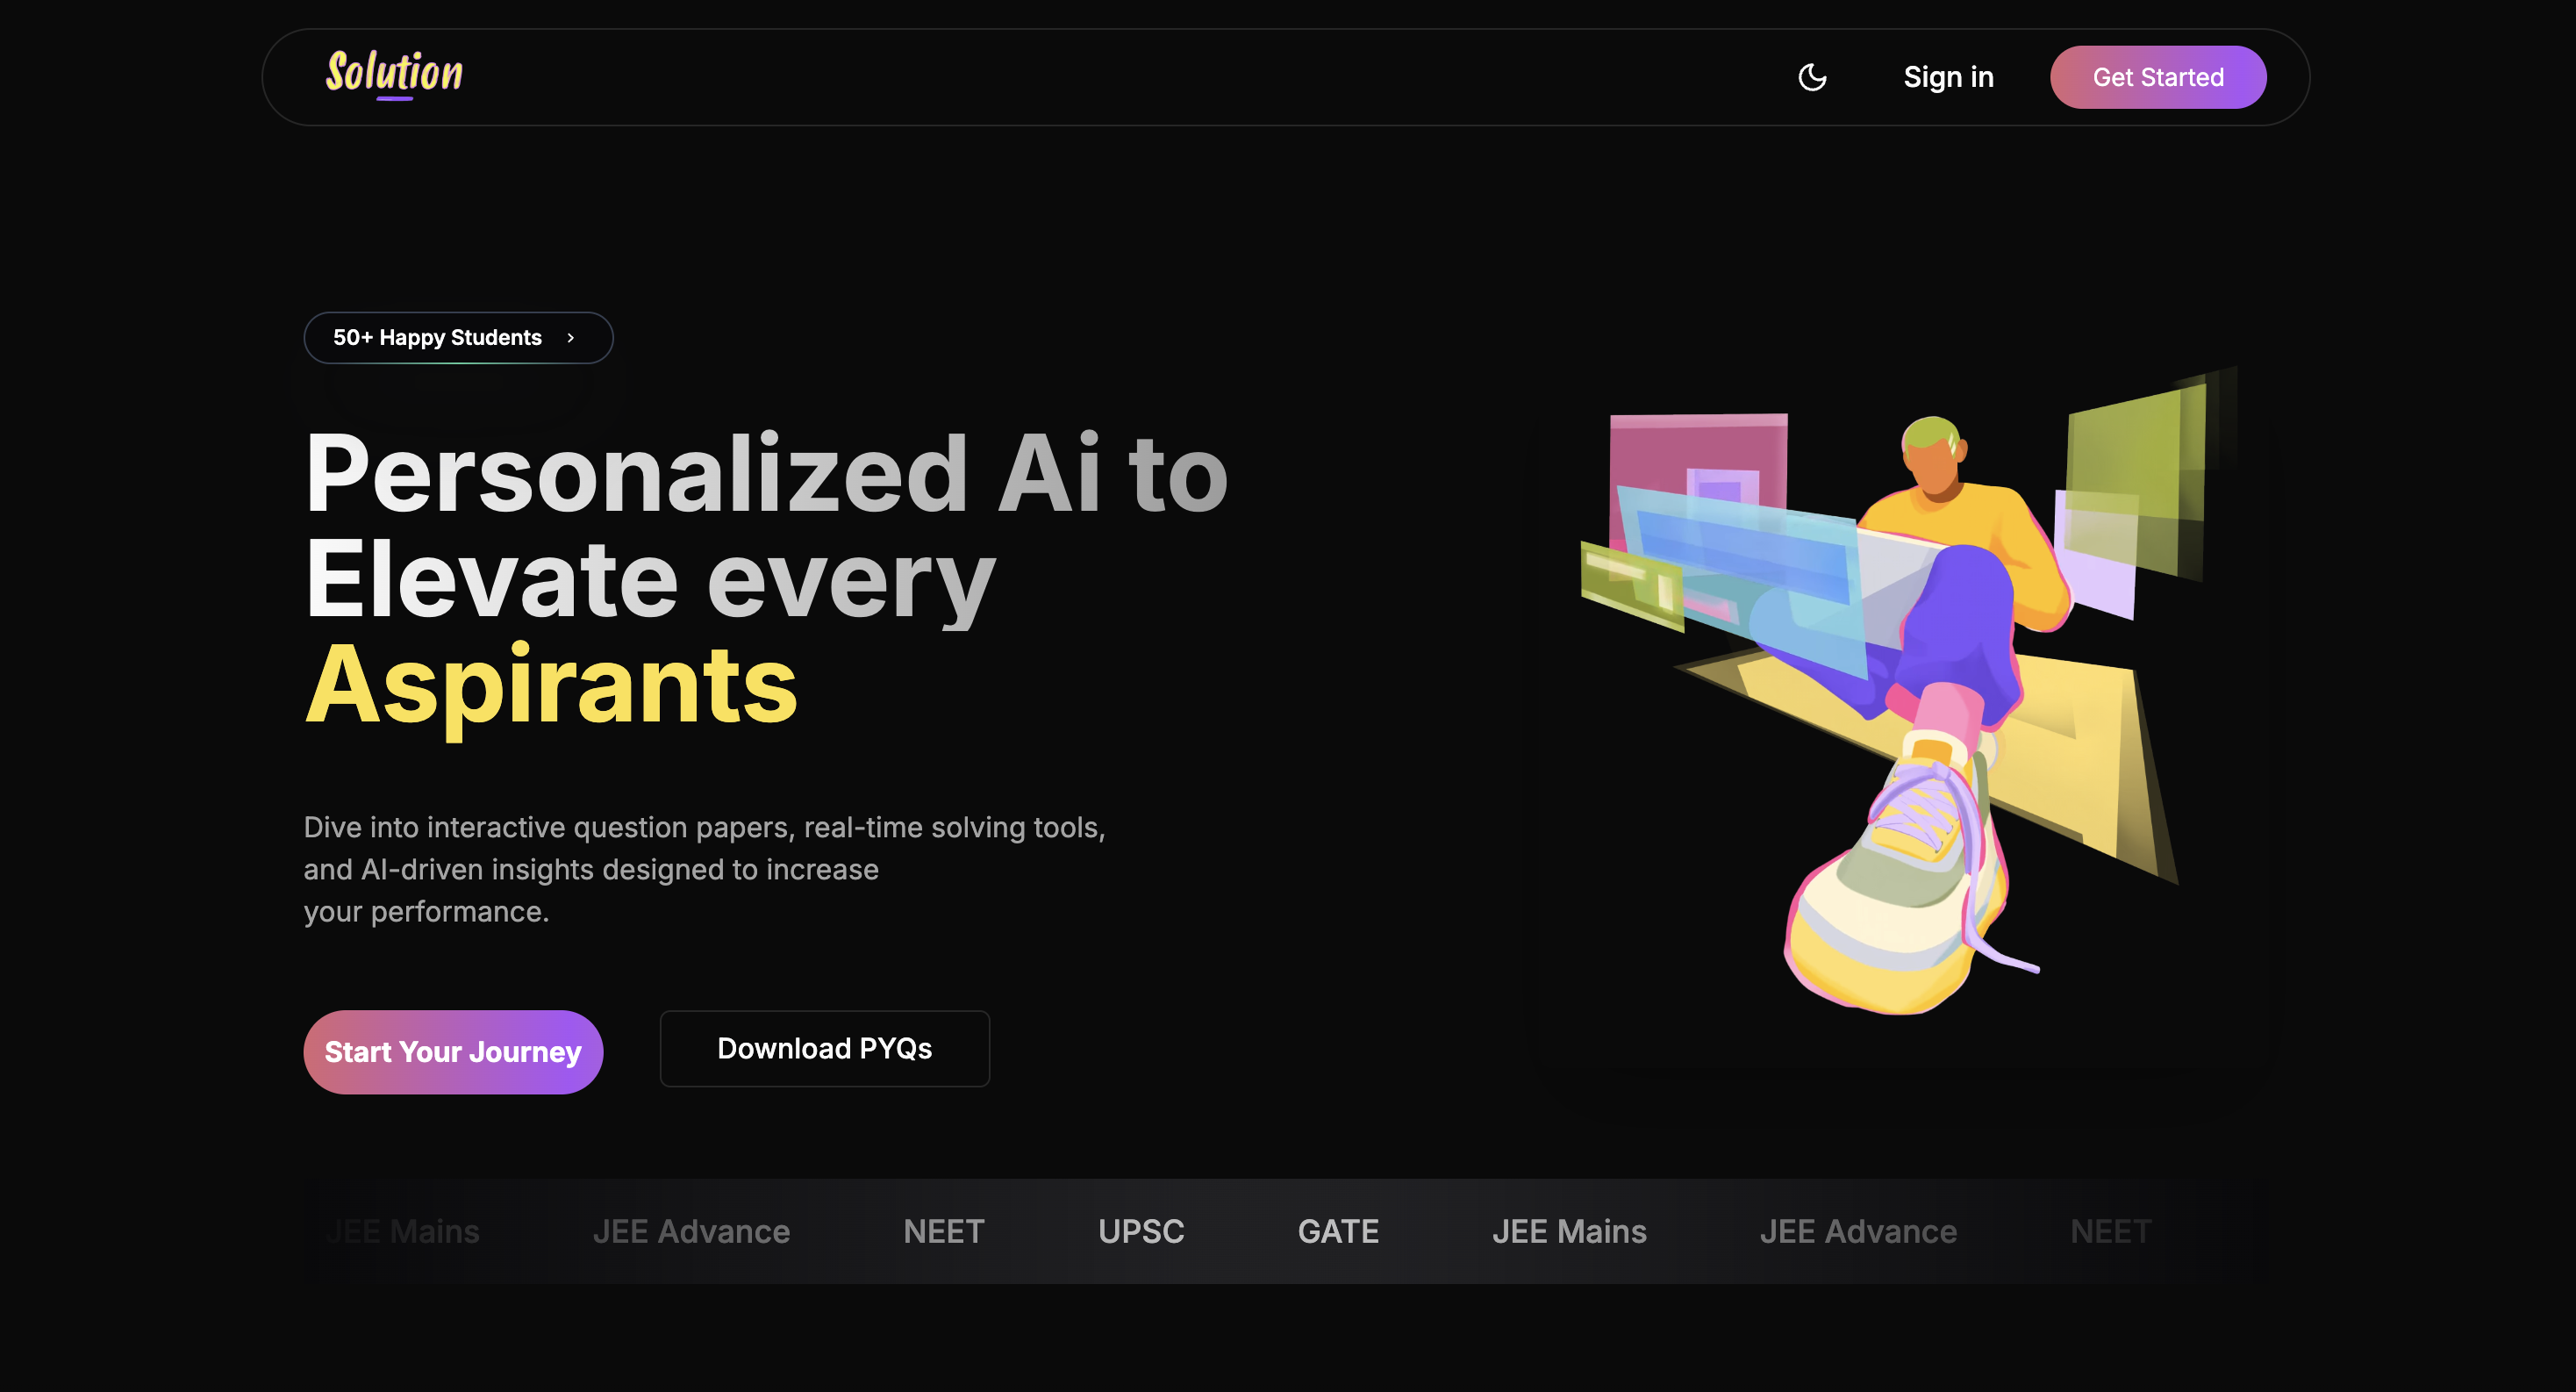 Solution
Sign in
Get Started
50+ Happy Students
Personalized Ai to
Elevate every
Aspirants
Dive into interactive question papers, real-time solving tools,
and AI-driven insights designed to increase
your performance.
Start Your Journey
Download PYQs
JEE Mains JEE Advance NEET UPSC GATE JEE Mains JEE Advance NEET